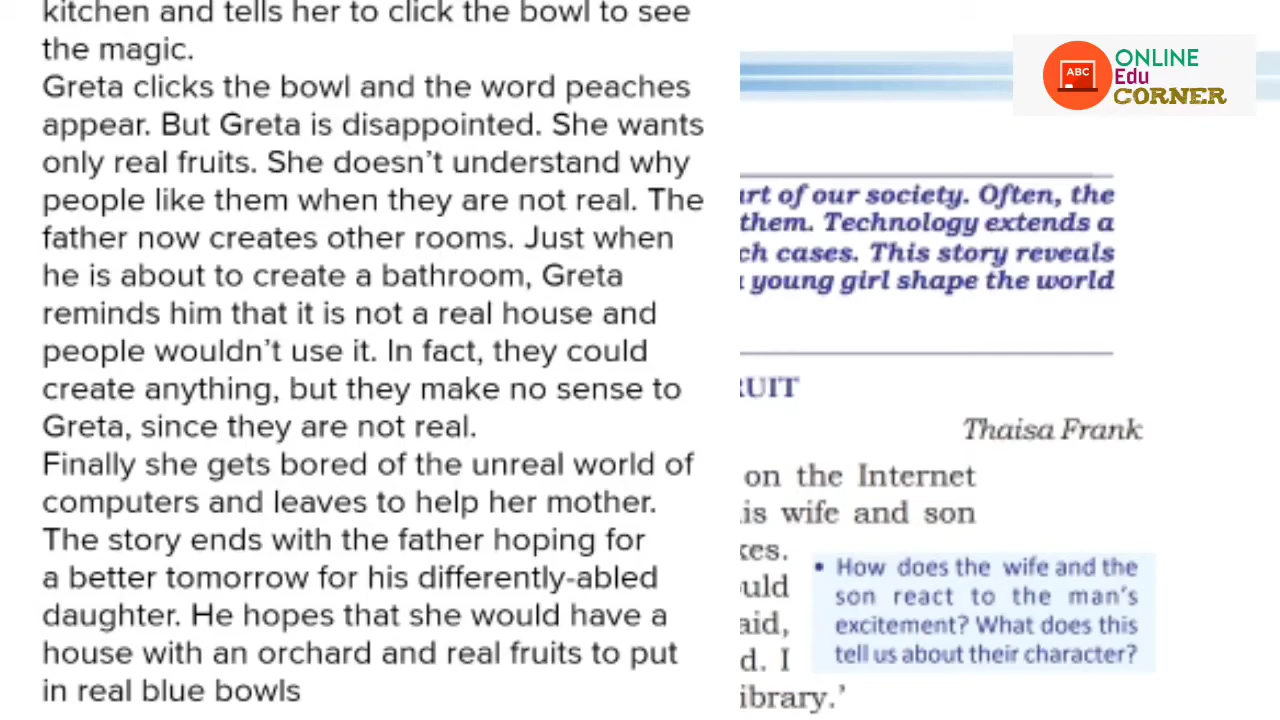 kitchen and tells her to click the bowl to see
the magic.
Greta clicks the bowl and the word peaches
appear. But Greta is disappointed. She wants
only real fruits. She doesn't understand why
people like them when they are not real. The
father now creates other rooms. Just when
he is about to create a bathroom, Greta
reminds him that it is not a real house and
people wouldn't use it. In fact, they could
create anything, but they make no sense to
Greta, since they are not real.
Finally she gets bored of the unreal world of
computers and leaves to help her mother.
The story ends with the father hoping for
a better tomorrow for his differently-abled
daughter. He hopes that she would have a
house with an orchard and real fruits to put
in real blue bowls
ABC
ONLINE
Edu
CORNER
of our society. Often, the
them. Technology extends a
cases. This story reveals
young girl shape the world
Thaisa Frank
on the Internet
wife and son
• How does the wife and the
son react to the man's
excitement? What does this
tell us about their character?
I